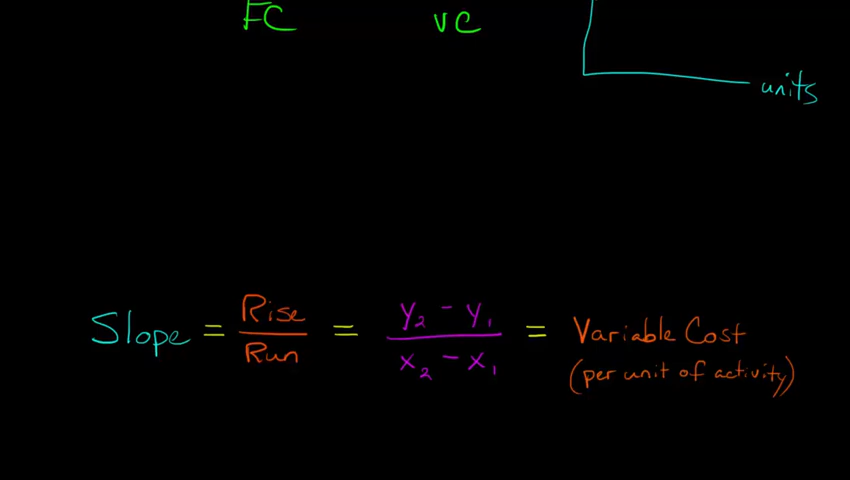 FC VC
units
Slope = Rise / Run = y₂ - y₁ / x₂ - x₁ = Variable Cost
(per unit of activity)